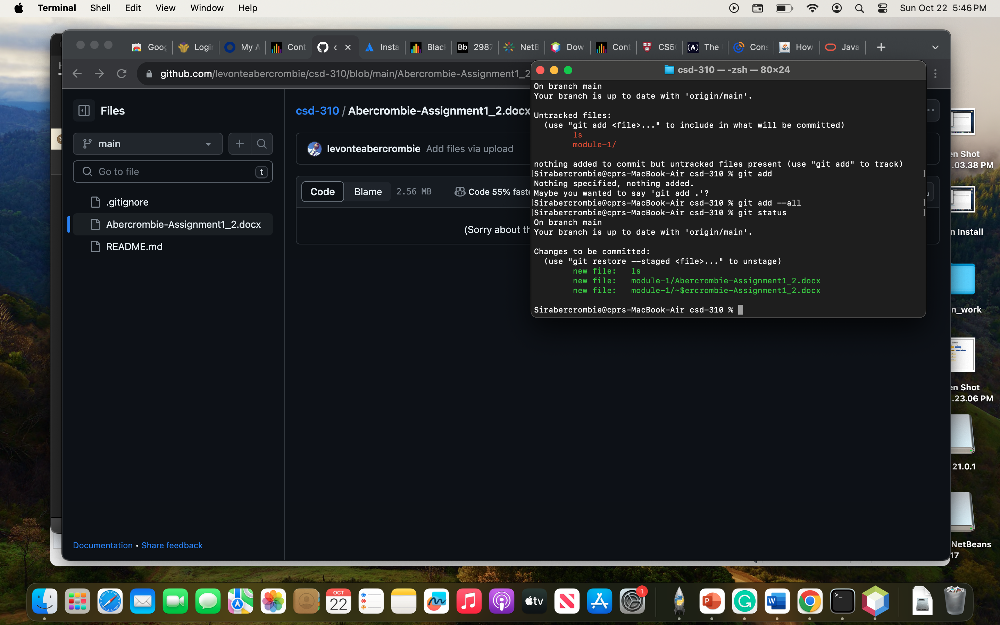 Terminal Shell Edit View Window Help Sun Oct 22 5:46 PM
Goog Login My A Cont c Insta Blac Bb 2987 NetB Dow Cont CS50 The Cons How Java
github.com/levonteabercrombie/csd-310/blob/main/Abercrombie-Assignment1_2
Files
main
Go to file t
.gitignore
Abercrombie-Assignment1_2.docx
README.md
Documentation • Share feedback
csd-310 / Abercrombie-Assignment1_2.docx
levonteabercrombie Add files via upload
Code Blame 2.56 MB Code 55% faste
(Sorry about th
csd-310 — -zsh — 80×24
On branch main
Your branch is up to date with 'origin/main'.
Untracked files:
(use "git add <file>..." to include in what will be committed)
ls
module-1/
nothing added to commit but untracked files present (use "git add" to track)
[Sirabercrombie@cprs-MacBook-Air csd-310 % git add ]
Nothing specified, nothing added.
Maybe you wanted to say 'git add .'?
[Sirabercrombie@cprs-MacBook-Air csd-310 % git add --all ]
[Sirabercrombie@cprs-MacBook-Air csd-310 % git status ]
On branch main
Your branch is up to date with 'origin/main'.
Changes to be committed:
(use "git restore --staged <file>..." to unstage)
new file: ls
new file: module-1/Abercrombie-Assignment1_2.docx
new file: module-1/~$ercrombie-Assignment1_2.docx
Sirabercrombie@cprs-MacBook-Air csd-310 %
en Shot
.03.38 PM
n Install
n_work
en Shot
.23.06 PM
21.0.1
NetBeans
17
OCT
22
tv
1
P
W
>_